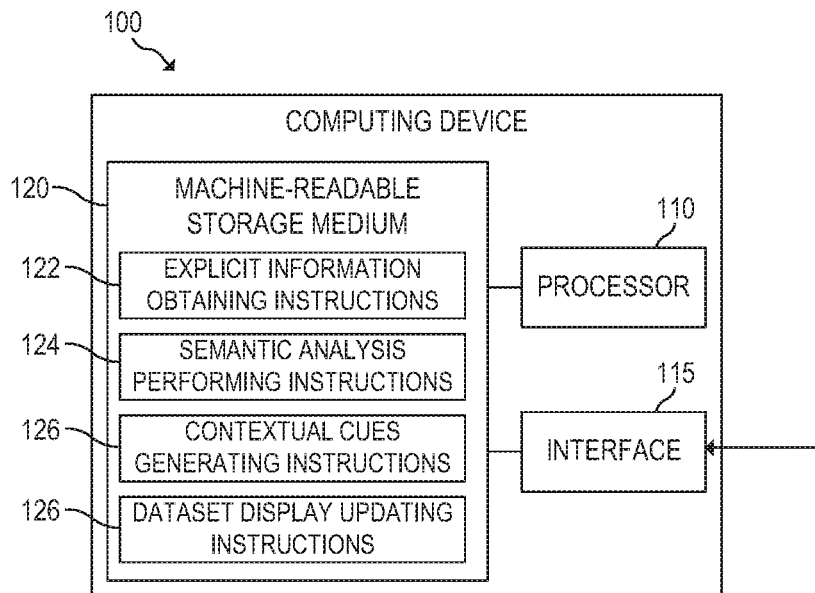 100
COMPUTING DEVICE
120
MACHINE-READABLE
STORAGE MEDIUM
122
EXPLICIT INFORMATION
OBTAINING INSTRUCTIONS
124
SEMANTIC ANALYSIS
PERFORMING INSTRUCTIONS
126
CONTEXTUAL CUES
GENERATING INSTRUCTIONS
126
DATASET DISPLAY UPDATING
INSTRUCTIONS
110
PROCESSOR
115
INTERFACE